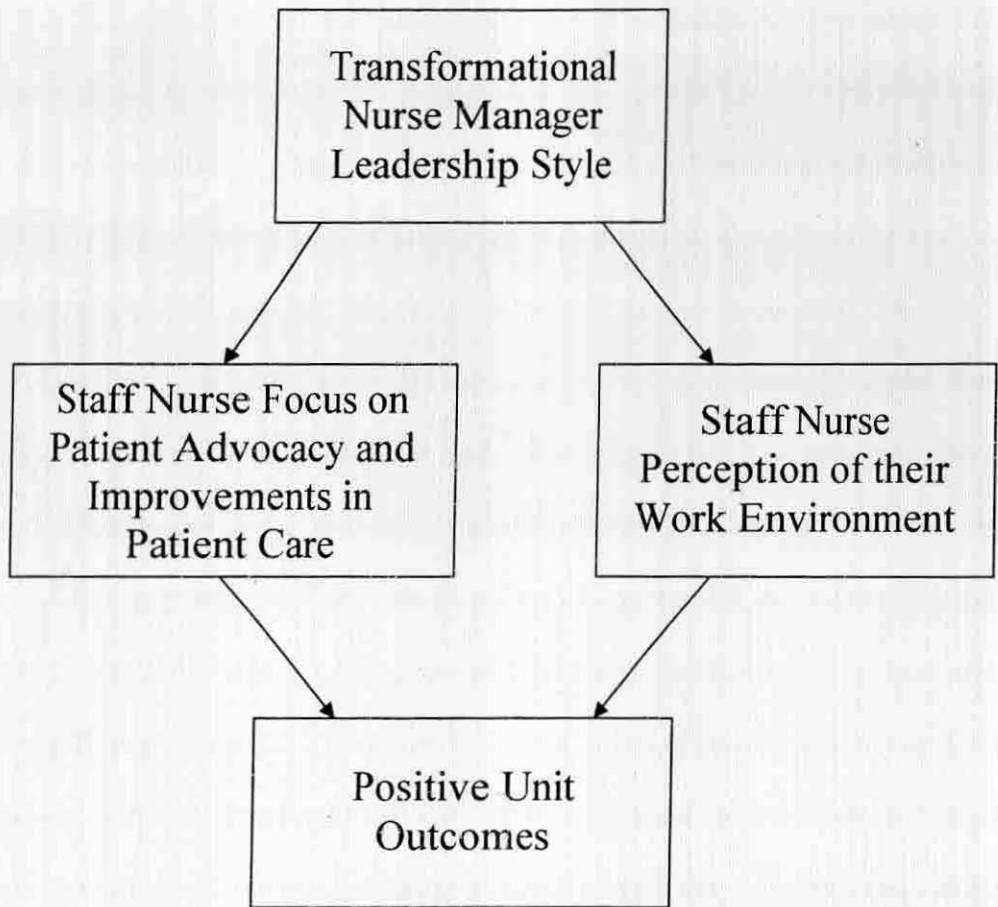 Transformational
Nurse Manager
Leadership Style
Staff Nurse Focus on
Patient Advocacy and
Improvements in
Patient Care
Staff Nurse
Perception of their
Work Environment
Positive Unit
Outcomes